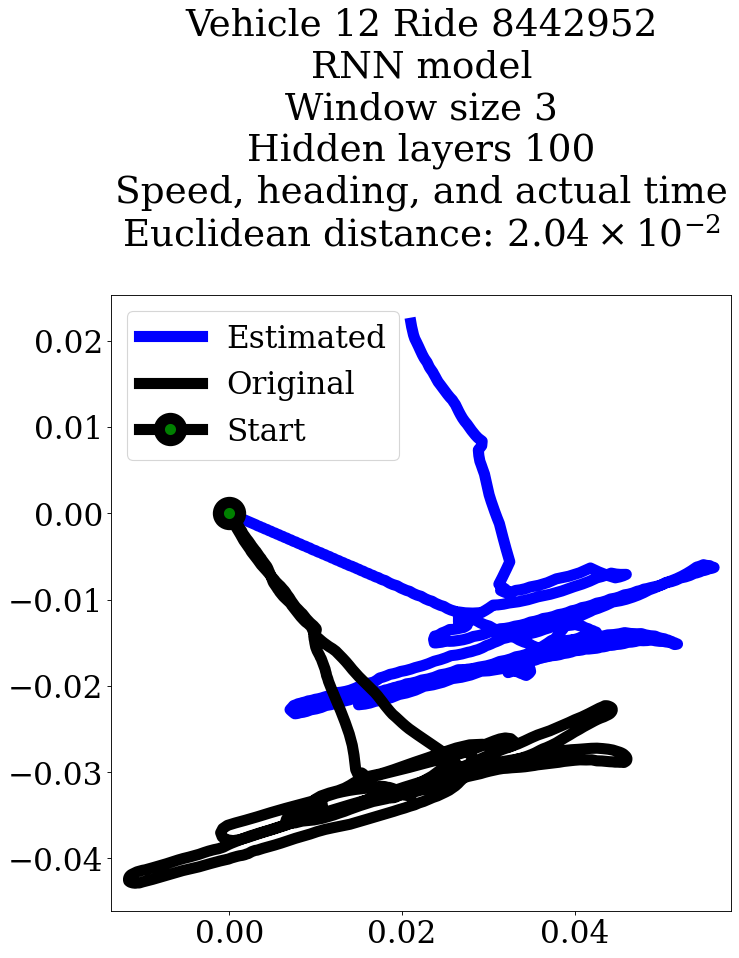 Vehicle 12 Ride 8442952
RNN model
Window size 3
Hidden layers 100
Speed, heading, and actual time
Euclidean distance: 2.04 × 10⁻²
Estimated
Original
Start
0.02
0.01
0.00
−0.01
−0.02
−0.03
−0.04
0.00 0.02 0.04